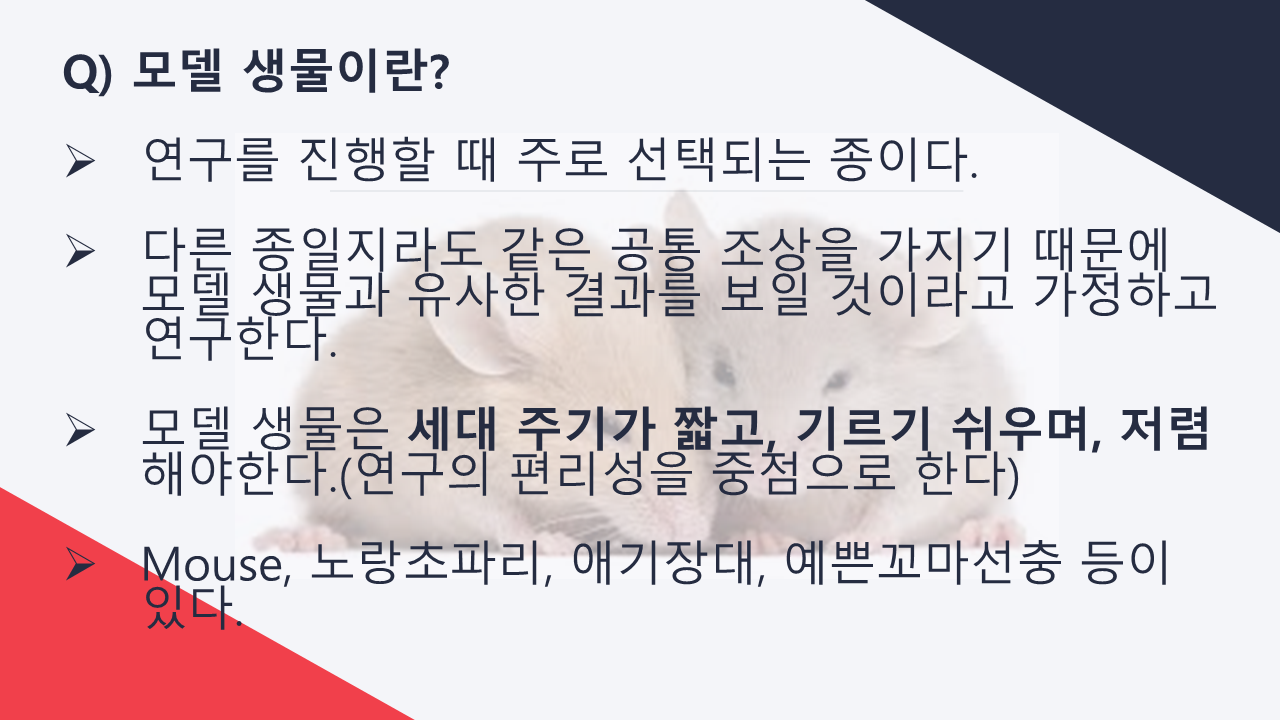 Q) 모델 생물이란?
➢ 연구를 진행할 때 주로 선택되는 종이다.
➢ 다른 종일지라도 같은 공통 조상을 가지기 때문에
모델 생물과 유사한 결과를 보일 것이라고 가정하고
연구한다.
➢ 모델 생물은 세대 주기가 짧고, 기르기 쉬우며, 저렴
해야한다.(연구의 편리성을 중점으로 한다)
➢ Mouse, 노랑초파리, 애기장대, 예쁜꼬마선충 등이
있다.